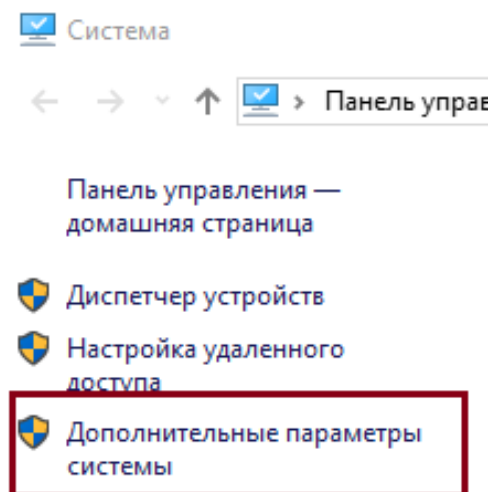 Система
Панель управ
Панель управления —
домашняя страница
Диспетчер устройств
Настройка удаленного
доступа
Дополнительные параметры
системы